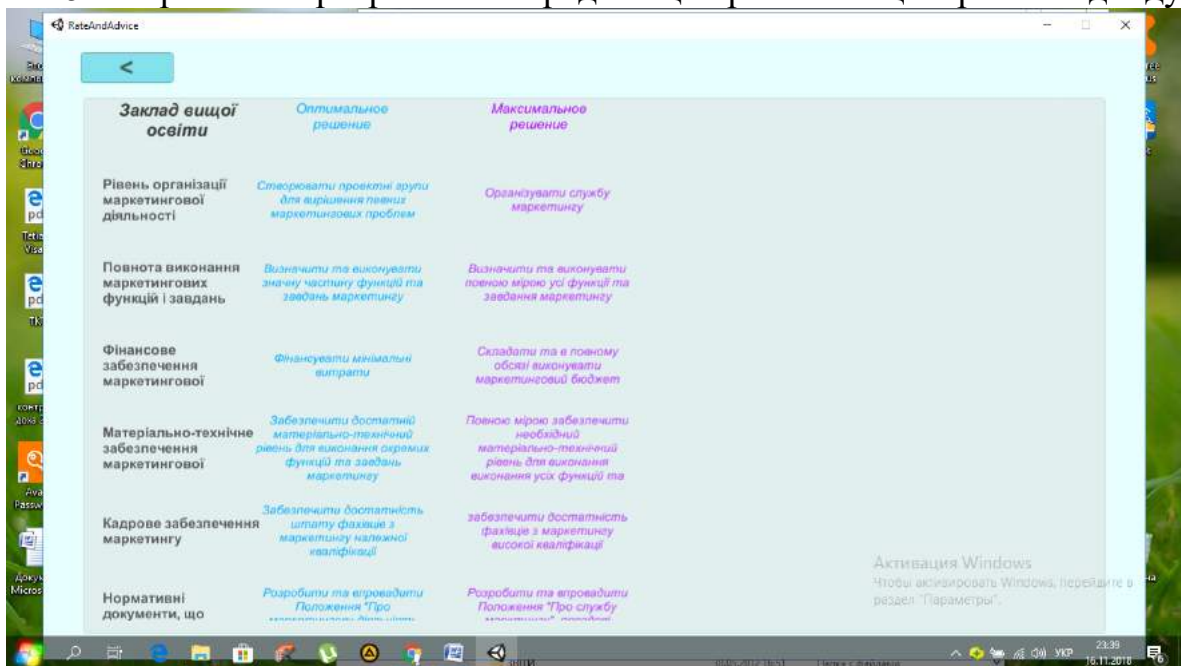 RateAndAdvice
<
Заклад вищої
освіти
Оптимальное
решение
Максимальное
решение
Рівень організації
маркетингової
діяльності
Створювати проектні групи
для вирішення певних
маркетингових проблем
Організувати службу
маркетингу
Повнота виконання
маркетингових
функцій і завдань
Визначити та виконувати
значну частину функцій та
завдань маркетингу
Визначити та виконувати
повною мірою усі функції та
завдання маркетингу
Фінансове
забезпечення
маркетингової
Фінансувати мінімальні
витрати
Складати та в повному
обсязі виконувати
маркетинговий бюджет
Матеріально-технічне
забезпечення
маркетингової
Забезпечити достатній
матеріально-технічний
рівень для виконання окремих
функцій та завдань
маркетингу
Повною мірою забезпечити
необхідний
матеріально-технічний
рівень для виконання
виконання усіх функцій та
Кадрове забезпечення
маркетингу
Забезпечити достатність
штату фахівців з
маркетингу належної
кваліфікації
забезпечити достатність
фахівців з маркетингу
високої кваліфікації
Нормативні
документи, що
Розробити та впровадити
Положення "Про
Розробити та впровадити
Положення "Про службу
Активация Windows
Чтобы активировать Windows, перейдите в
раздел "Параметры".
УКР
23:39
16.11.2018